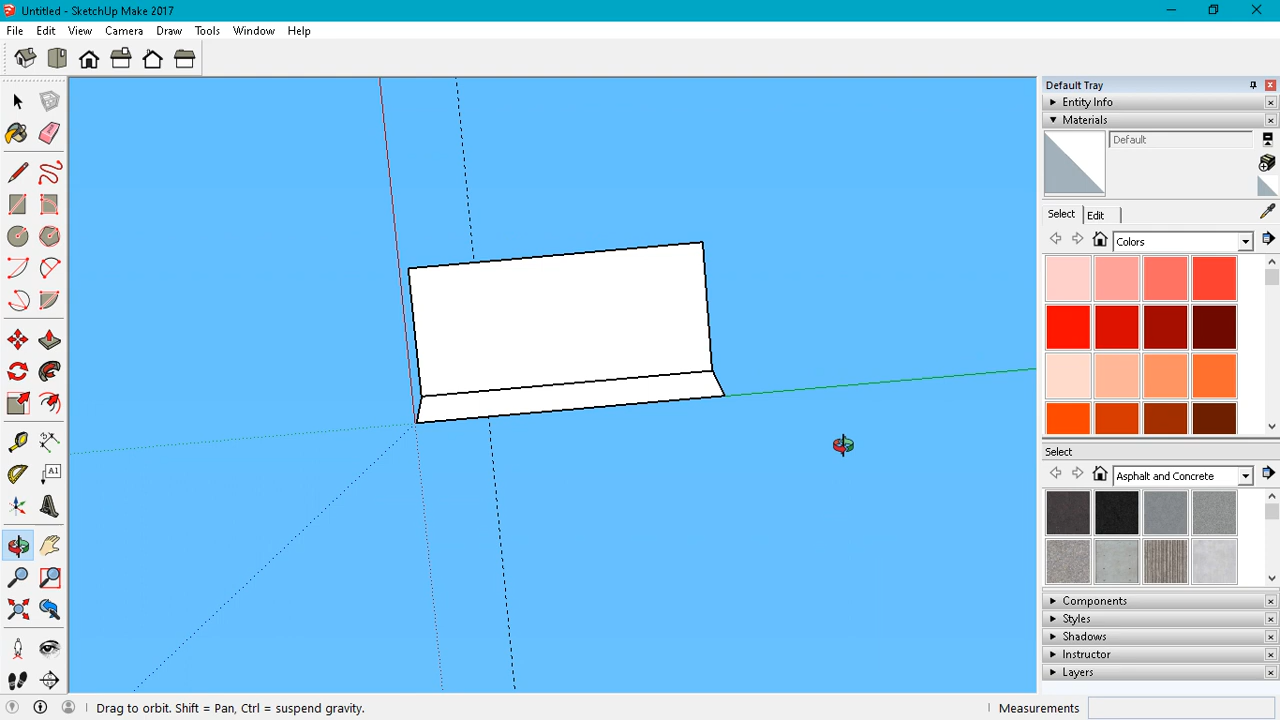 Untitled - SketchUp Make 2017
File Edit View Camera Draw Tools Window Help
Default Tray
Entity Info
Materials
Default
Select Edit
Colors
A1
Select
Asphalt and Concrete
Components
Styles
Shadows
Instructor
Layers
Drag to orbit. Shift = Pan, Ctrl = suspend gravity.
Measurements